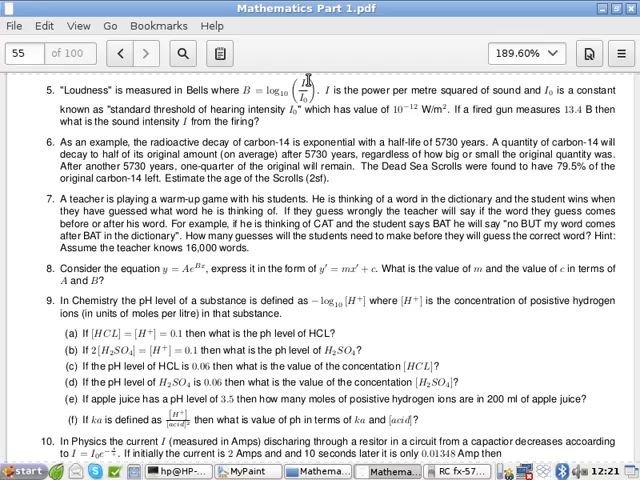 Mathematics Part 1.pdf
File Edit View Go Bookmarks Help
55 of 100 189.60%
5. "Loudness" is measured in Bells where B = log₁₀ (I/I₀). I is the power per metre squared of sound and I₀ is a constant
known as "standard threshold of hearing intensity I₀" which has value of 10⁻¹² W/m². If a fired gun measures 13.4 B then
what is the sound intensity I from the firing?
6. As an example, the radioactive decay of carbon-14 is exponential with a half-life of 5730 years. A quantity of carbon-14 will
decay to half of its original amount (on average) after 5730 years, regardless of how big or small the original quantity was.
After another 5730 years, one-quarter of the original will remain. The Dead Sea Scrolls were found to have 79.5% of the
original carbon-14 left. Estimate the age of the Scrolls (2sf).
7. A teacher is playing a warm-up game with his students. He is thinking of a word in the dictionary and the student wins when
they have guessed what word he is thinking of. If they guess wrongly the teacher will say if the word they guess comes
before or after his word. For example, if he is thinking of CAT and the student says BAT he will say "no BUT my word comes
after BAT in the dictionary". How many guesses will the students need to make before they will guess the correct word? Hint:
Assume the teacher knows 16,000 words.
8. Consider the equation y = Ae^{Bx}, express it in the form of y′ = mx′ + c. What is the value of m and the value of c in terms of
A and B?
9. In Chemistry the pH level of a substance is defined as − log₁₀ [H⁺] where [H⁺] is the concentration of posistive hydrogen
ions (in units of moles per litre) in that substance.
(a) If [HCL] = [H⁺] = 0.1 then what is the ph level of HCL?
(b) If 2 [H₂SO₄] = [H⁺] = 0.1 then what is the ph level of H₂SO₄?
(c) If the pH level of HCL is 0.06 then what is the value of the concentation [HCL]?
(d) If the pH level of H₂SO₄ is 0.06 then what is the value of the concentation [H₂SO₄]?
(e) If apple juice has a pH level of 3.5 then how many moles of posistive hydrogen ions are in 200 ml of apple juice?
(f) If ka is defined as [H⁺]/[acid]² then what is value of ph in terms of ka and [acid]?
10. In Physics the current I (measured in Amps) discharing through a resitor in a circuit from a capactior decreases accoarding
to I = I₀e^{−t/τ}. If initially the current is 2 Amps and and 10 seconds later it is only 0.01348 Amp then
start hp@HP-... MyPaint Mathema... Mathema... RC fx-57... 12:21